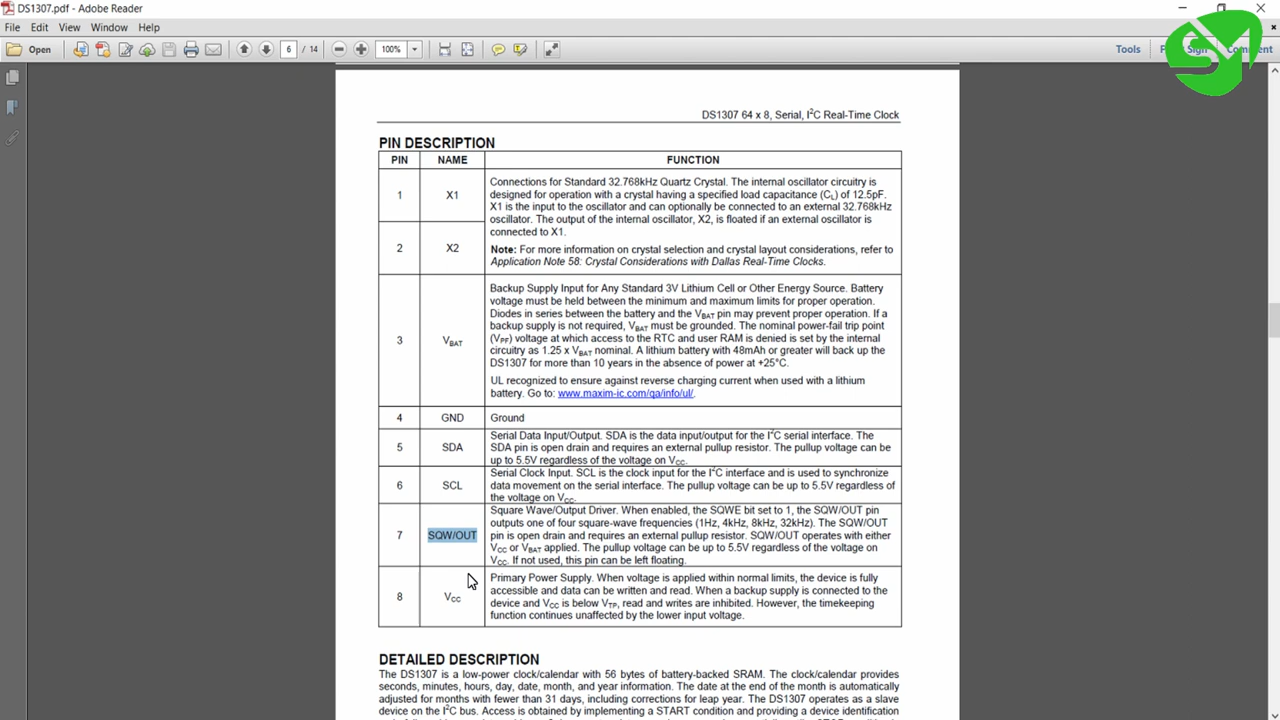 DS1307.pdf - Adobe Reader
File Edit View Window Help
Open 6 / 14 100% Tools Comment
SM
DS1307 64 x 8, Serial, I²C Real-Time Clock
PIN DESCRIPTION
PIN NAME FUNCTION
1 X1
Connections for Standard 32.768kHz Quartz Crystal. The internal oscillator circuitry is
designed for operation with a crystal having a specified load capacitance (CL) of 12.5pF.
X1 is the input to the oscillator and can optionally be connected to an external 32.768kHz
oscillator. The output of the internal oscillator, X2, is floated if an external oscillator is
connected to X1.
2 X2
Note: For more information on crystal selection and crystal layout considerations, refer to
Application Note 58: Crystal Considerations with Dallas Real-Time Clocks.
3 VBAT
Backup Supply Input for Any Standard 3V Lithium Cell or Other Energy Source. Battery
voltage must be held between the minimum and maximum limits for proper operation.
Diodes in series between the battery and the VBAT pin may prevent proper operation. If a
backup supply is not required, VBAT must be grounded. The nominal power-fail trip point
(VPF) voltage at which access to the RTC and user RAM is denied is set by the internal
circuitry as 1.25 x VBAT nominal. A lithium battery with 48mAh or greater will back up the
DS1307 for more than 10 years in the absence of power at +25°C.
UL recognized to ensure against reverse charging current when used with a lithium
battery. Go to: www.maxim-ic.com/qa/info/ul/.
4 GND Ground
5 SDA
Serial Data Input/Output. SDA is the data input/output for the I²C serial interface. The
SDA pin is open drain and requires an external pullup resistor. The pullup voltage can be
up to 5.5V regardless of the voltage on VCC.
6 SCL
Serial Clock Input. SCL is the clock input for the I²C interface and is used to synchronize
data movement on the serial interface. The pullup voltage can be up to 5.5V regardless of
the voltage on VCC.
7 SQW/OUT
Square Wave/Output Driver. When enabled, the SQWE bit set to 1, the SQW/OUT pin
outputs one of four square-wave frequencies (1Hz, 4kHz, 8kHz, 32kHz). The SQW/OUT
pin is open drain and requires an external pullup resistor. SQW/OUT operates with either
VCC or VBAT applied. The pullup voltage can be up to 5.5V regardless of the voltage on
VCC. If not used, this pin can be left floating.
8 VCC
Primary Power Supply. When voltage is applied within normal limits, the device is fully
accessible and data can be written and read. When a backup supply is connected to the
device and VCC is below VTP, read and writes are inhibited. However, the timekeeping
function continues unaffected by the lower input voltage.
DETAILED DESCRIPTION
The DS1307 is a low-power clock/calendar with 56 bytes of battery-backed SRAM. The clock/calendar provides
seconds, minutes, hours, day, date, month, and year information. The date at the end of the month is automatically
adjusted for months with fewer than 31 days, including corrections for leap year. The DS1307 operates as a slave
device on the I²C bus. Access is obtained by implementing a START condition and providing a device identification